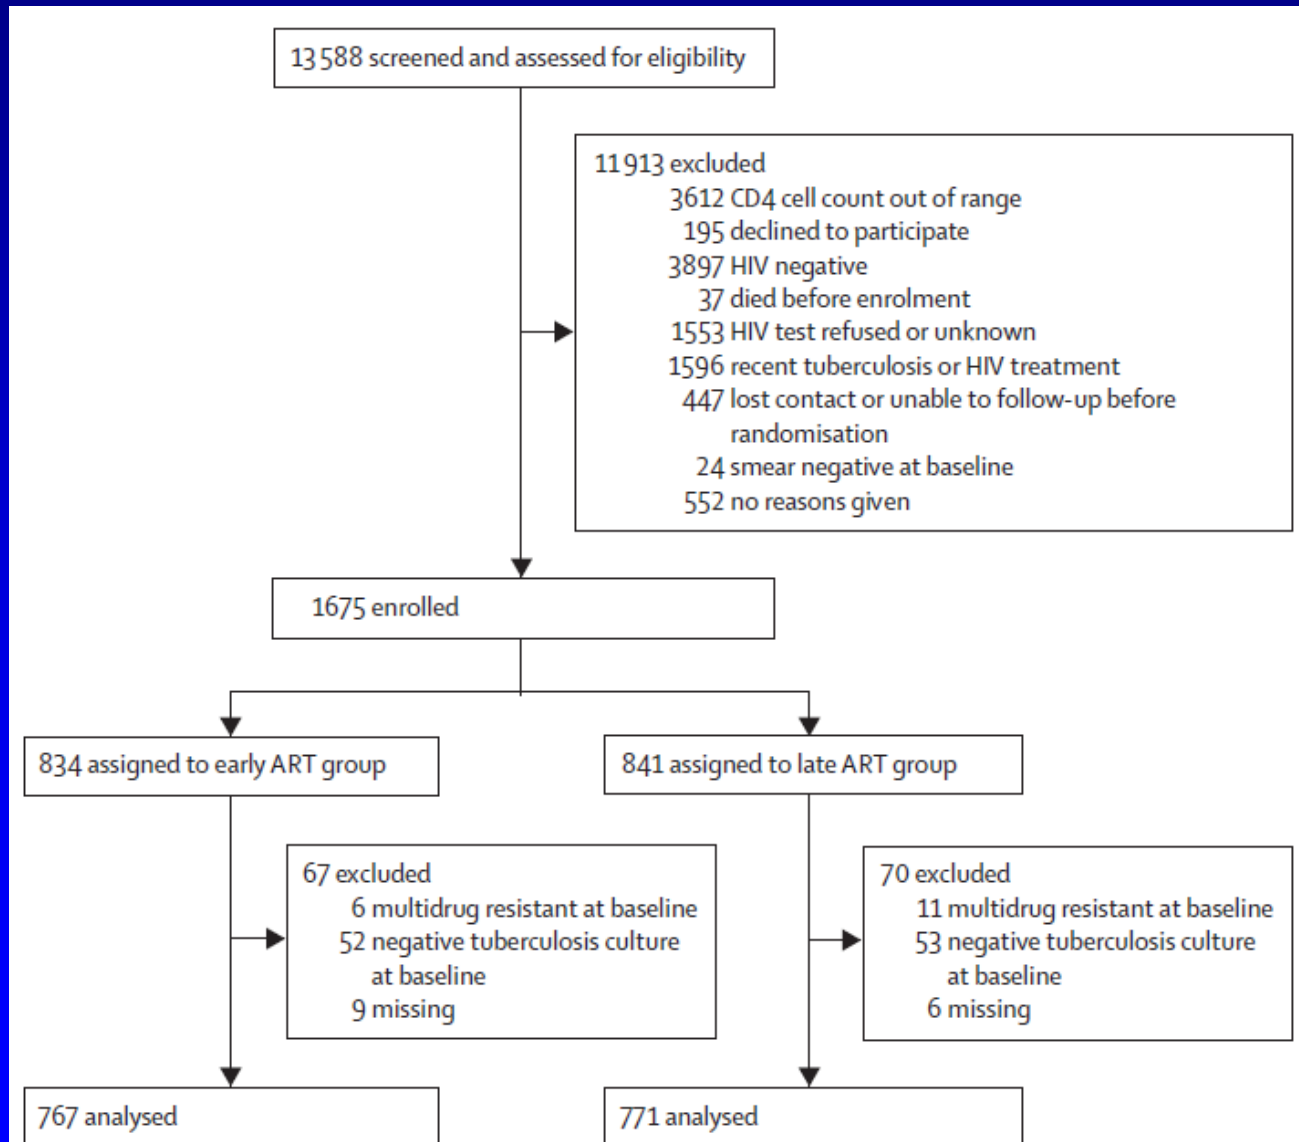 13 588 screened and assessed for eligibility
11 913 excluded
3612 CD4 cell count out of range
195 declined to participate
3897 HIV negative
37 died before enrolment
1553 HIV test refused or unknown
1596 recent tuberculosis or HIV treatment
447 lost contact or unable to follow-up before
randomisation
24 smear negative at baseline
552 no reasons given
1675 enrolled
834 assigned to early ART group
841 assigned to late ART group
67 excluded
6 multidrug resistant at baseline
52 negative tuberculosis culture
at baseline
9 missing
70 excluded
11 multidrug resistant at baseline
53 negative tuberculosis culture
at baseline
6 missing
767 analysed
771 analysed